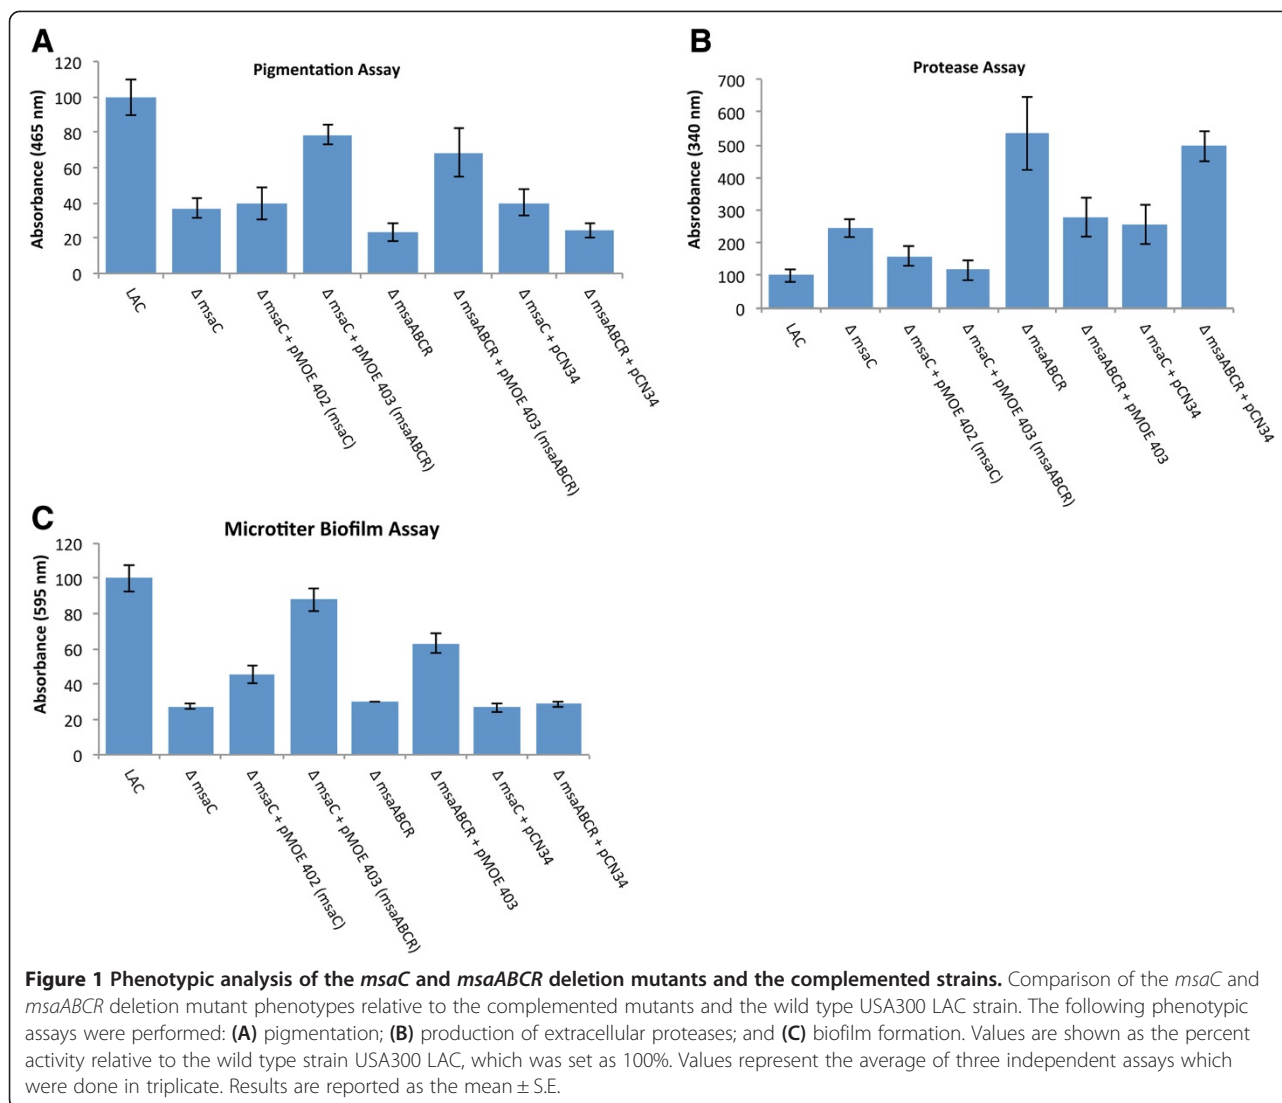 A
Pigmentation Assay
Absorbance (465 nm)
120
100
80
60
40
20
0
LAC
Δ msaC
Δ msaC + pMOE 402 (msaC)
Δ msaC + pMOE 403 (msaABCR)
Δ msaABCR
Δ msaABCR + pMOE 403 (msaABCR)
Δ msaC + pCN34
Δ msaABCR + pCN34
B
Protease Assay
Absrobance (340 nm)
700
600
500
400
300
200
100
0
LAC
Δ msaC
Δ msaC + pMOE 402 (msaC)
Δ msaC + pMOE 403 (msaABCR)
Δ msaABCR
Δ msaABCR + pMOE 403
Δ msaC + pCN34
Δ msaABCR + pCN34
C
Microtiter Biofilm Assay
Absorbance (595 nm)
120
100
80
60
40
20
0
LAC
Δ msaC
Δ msaC + pMOE 402 (msaC)
Δ msaC + pMOE 403 (msaABCR)
Δ msaABCR
Δ msaABCR + pMOE 403
Δ msaC + pCN34
Δ msaABCR + pCN34
Figure 1 Phenotypic analysis of the msaC and msaABCR deletion mutants and the complemented strains. Comparison of the msaC and
msaABCR deletion mutant phenotypes relative to the complemented mutants and the wild type USA300 LAC strain. The following phenotypic
assays were performed: (A) pigmentation; (B) production of extracellular proteases; and (C) biofilm formation. Values are shown as the percent
activity relative to the wild type strain USA300 LAC, which was set as 100%. Values represent the average of three independent assays which
were done in triplicate. Results are reported as the mean ± S.E.